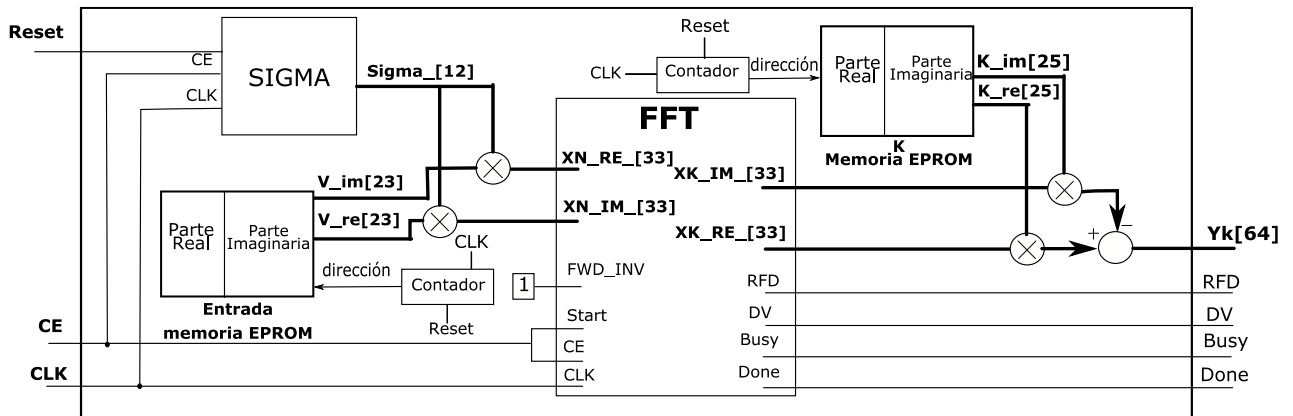 Reset
CE
CLK
SIGMA
Sigma_[12]
V_im[23]
V_re[23]
Parte
Real
Parte
Imaginaria
Entrada
memoria EPROM
dirección
CLK
Contador
Reset
CE
CLK
FFT
XN_RE_[33]
XN_IM_[33]
FWD_INV
1
Start
CE
CLK
XK_IM_[33]
XK_RE_[33]
RFD
DV
Busy
Done
Reset
CLK
Contador
dirección
Parte
Real
Parte
Imaginaria
K
Memoria EPROM
K_im[25]
K_re[25]
+
−
Yk[64]
RFD
DV
Busy
Done